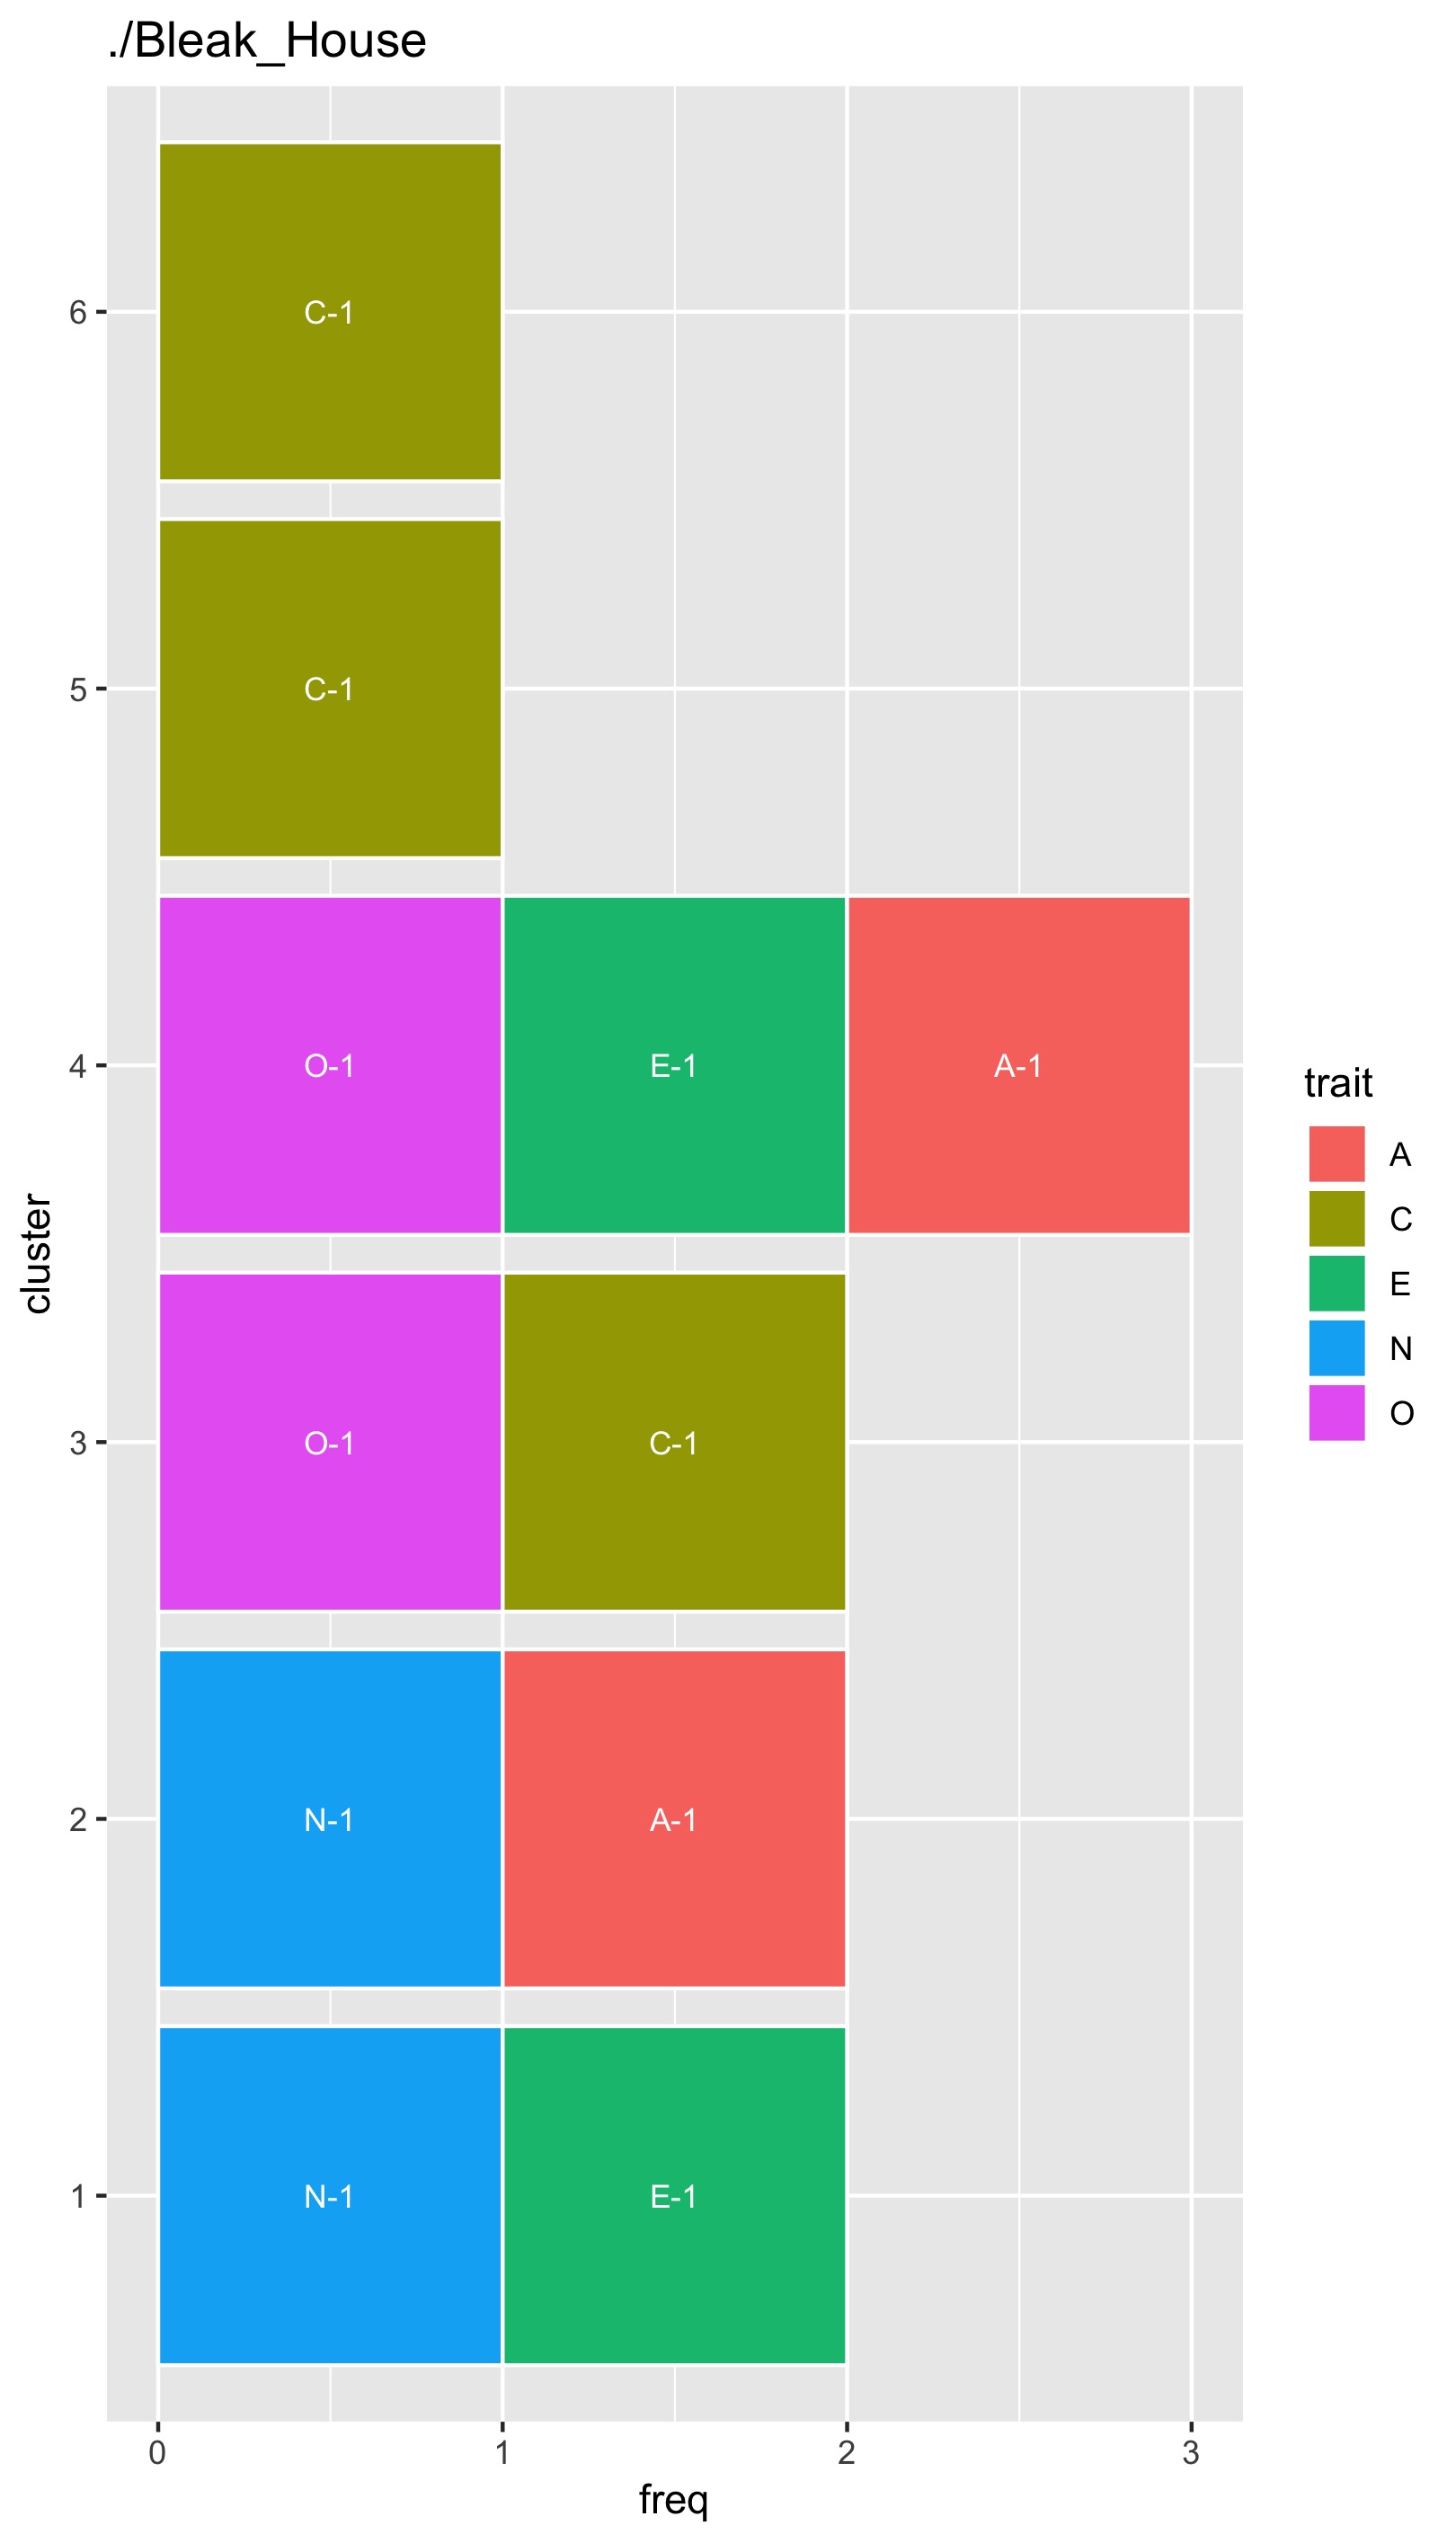 ./Bleak_House
6
C-1
5
C-1
4
O-1 E-1 A-1
3
O-1 C-1
2
N-1 A-1
1
N-1 E-1
cluster
0 1 2 3
freq
trait
A
C
E
N
O